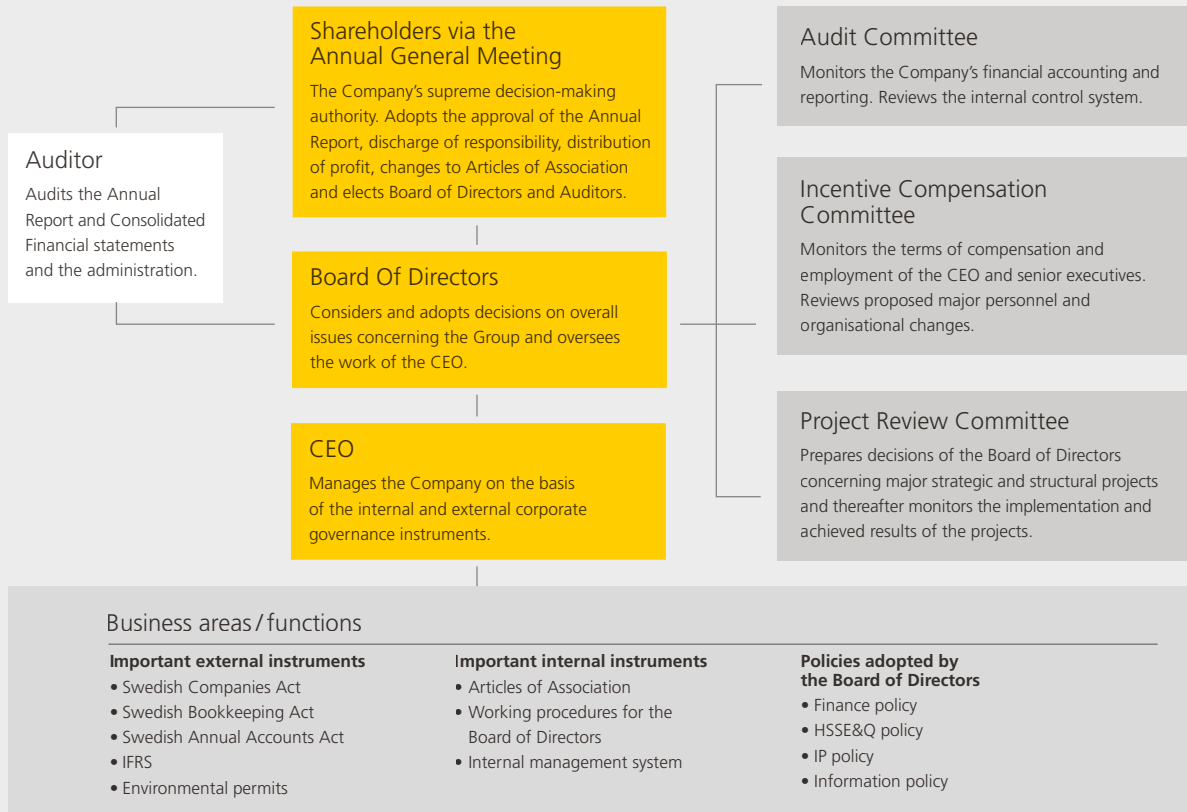 Shareholders via the
Annual General Meeting
The Company’s supreme decision-making
authority. Adopts the approval of the Annual
Report, discharge of responsibility, distribution
of profit, changes to Articles of Association
and elects Board of Directors and Auditors.
Auditor
Audits the Annual
Report and Consolidated
Financial statements
and the administration.
Board Of Directors
Considers and adopts decisions on overall
issues concerning the Group and oversees
the work of the CEO.
CEO
Manages the Company on the basis
of the internal and external corporate
governance instruments.
Audit Committee
Monitors the Company’s financial accounting and
reporting. Reviews the internal control system.
Incentive Compensation
Committee
Monitors the terms of compensation and
employment of the CEO and senior executives.
Reviews proposed major personnel and
organisational changes.
Project Review Committee
Prepares decisions of the Board of Directors
concerning major strategic and structural projects
and thereafter monitors the implementation and
achieved results of the projects.
Business areas / functions
Important external instruments
• Swedish Companies Act
• Swedish Bookkeeping Act
• Swedish Annual Accounts Act
• IFRS
• Environmental permits
Important internal instruments
• Articles of Association
• Working procedures for the
Board of Directors
• Internal management system
Policies adopted by
the Board of Directors
• Finance policy
• HSSE&Q policy
• IP policy
• Information policy